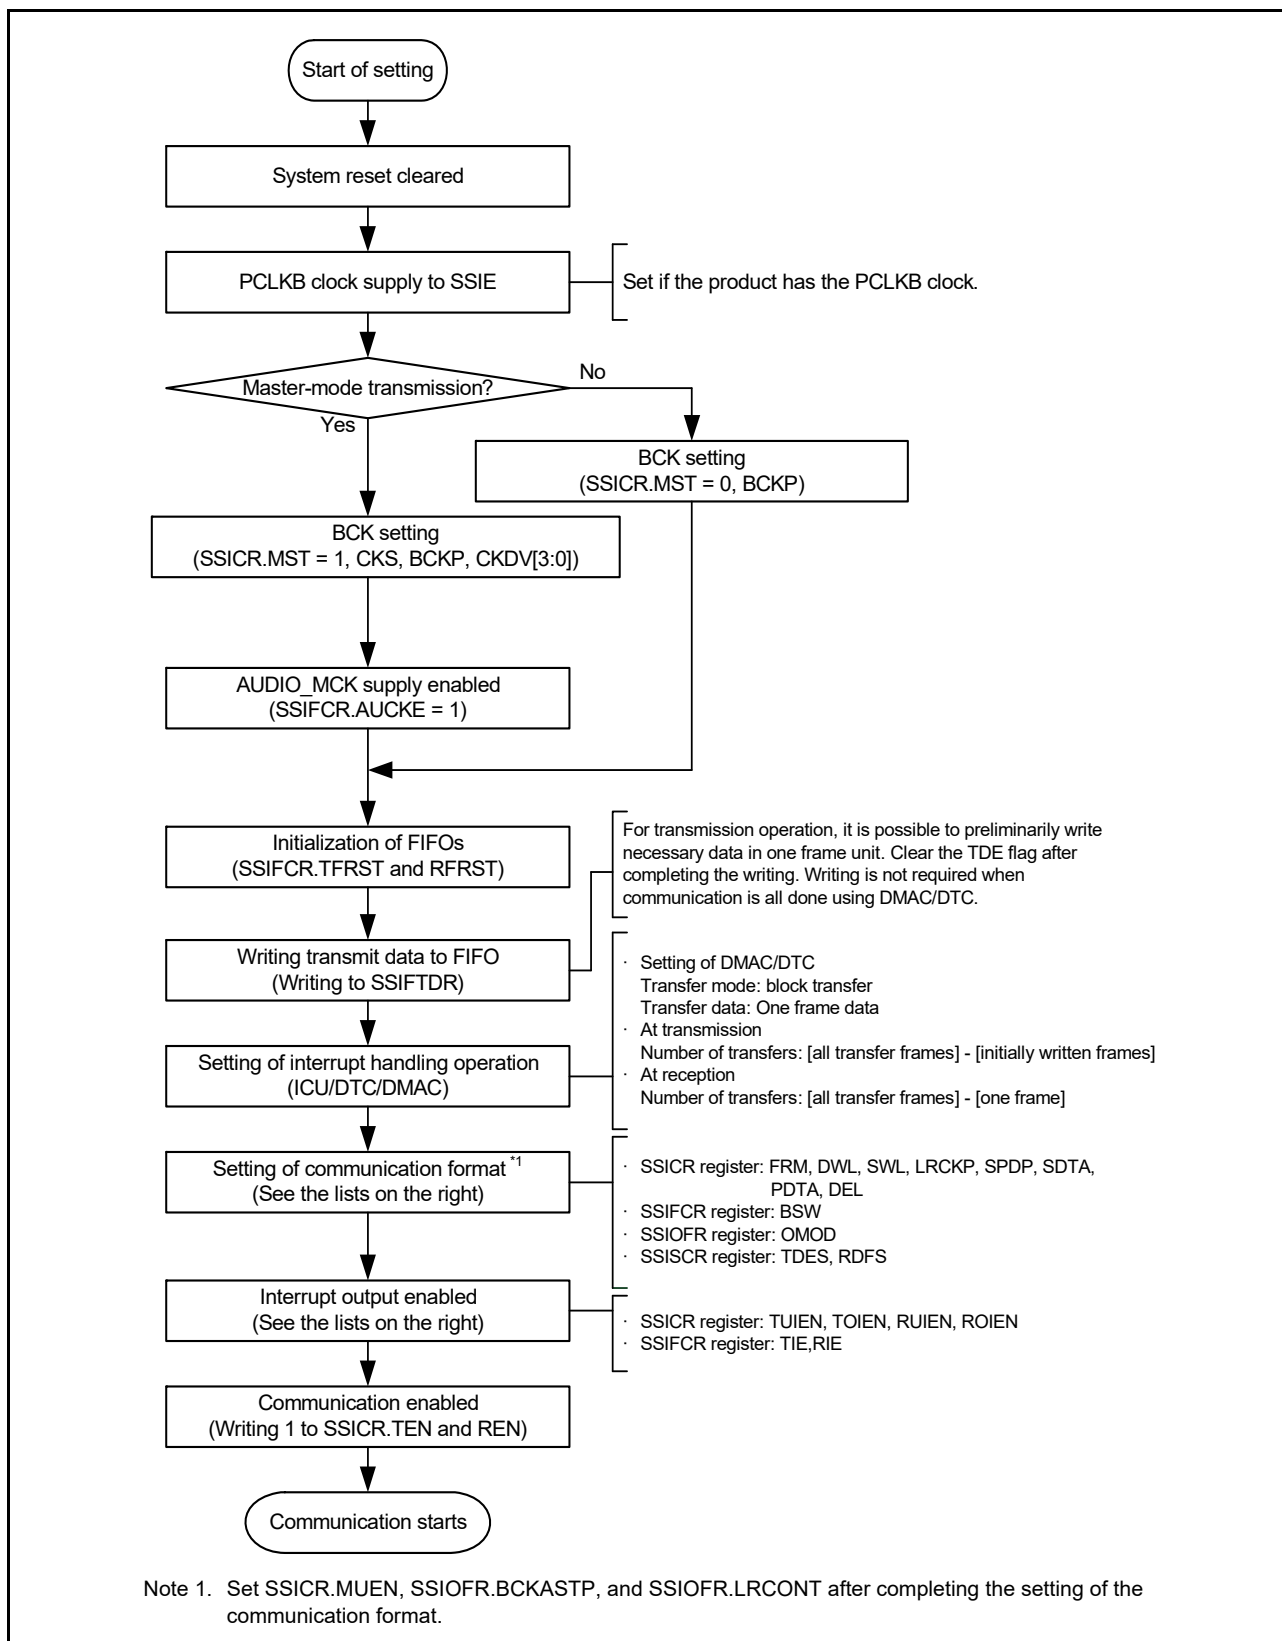 Start of setting
System reset cleared
PCLKB clock supply to SSIE
Set if the product has the PCLKB clock.
Master-mode transmission?
No
Yes
BCK setting
(SSICR.MST = 0, BCKP)
BCK setting
(SSICR.MST = 1, CKS, BCKP, CKDV[3:0])
AUDIO_MCK supply enabled
(SSIFCR.AUCKE = 1)
Initialization of FIFOs
(SSIFCR.TFRST and RFRST)
For transmission operation, it is possible to preliminarily write
necessary data in one frame unit. Clear the TDE flag after
completing the writing. Writing is not required when
communication is all done using DMAC/DTC.
Writing transmit data to FIFO
(Writing to SSIFTDR)
· Setting of DMAC/DTC
Transfer mode: block transfer
Transfer data: One frame data
· At transmission
Number of transfers: [all transfer frames] - [initially written frames]
· At reception
Number of transfers: [all transfer frames] - [one frame]
Setting of interrupt handling operation
(ICU/DTC/DMAC)
Setting of communication format *1
(See the lists on the right)
· SSICR register: FRM, DWL, SWL, LRCKP, SPDP, SDTA,
PDTA, DEL
· SSIFCR register: BSW
· SSIOFR register: OMOD
· SSISCR register: TDES, RDFS
Interrupt output enabled
(See the lists on the right)
· SSICR register: TUIEN, TOIEN, RUIEN, ROIEN
· SSIFCR register: TIE,RIE
Communication enabled
(Writing 1 to SSICR.TEN and REN)
Communication starts
Note 1. Set SSICR.MUEN, SSIOFR.BCKASTP, and SSIOFR.LRCONT after completing the setting of the
communication format.